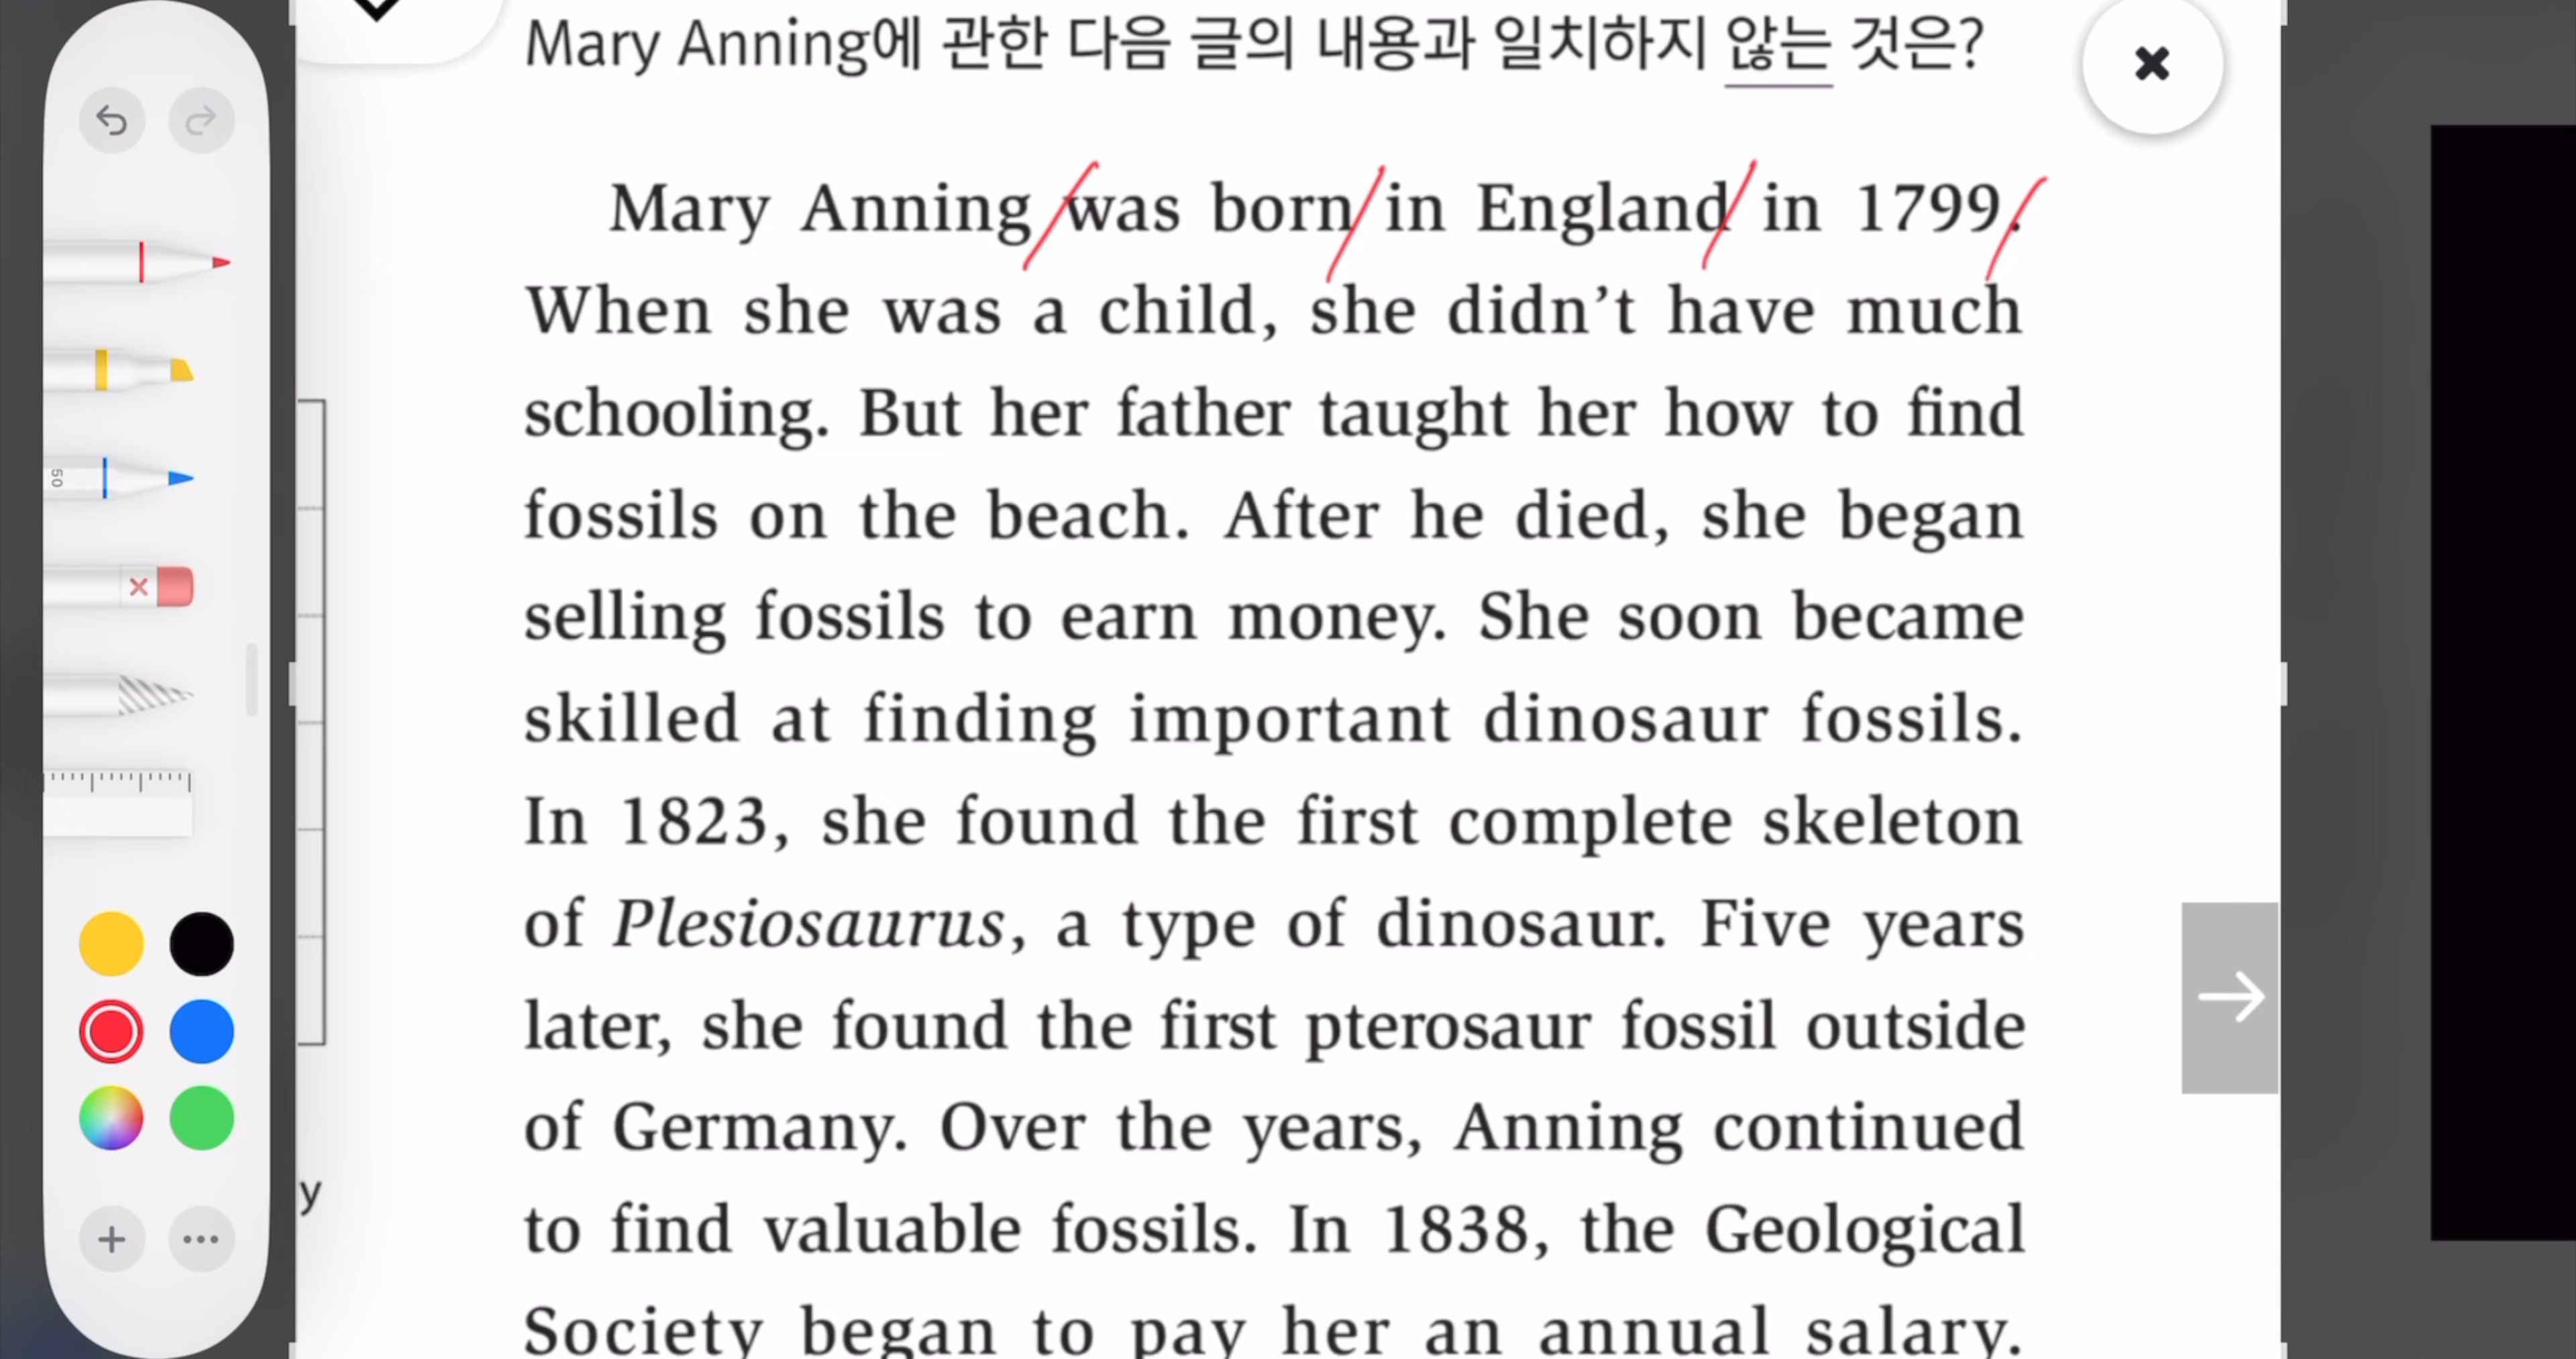 Mary Anning에 관한 다음 글의 내용과 일치하지 않는 것은?
Mary Anning was born in England in 1799.
When she was a child, she didn’t have much
schooling. But her father taught her how to find
fossils on the beach. After he died, she began
selling fossils to earn money. She soon became
skilled at finding important dinosaur fossils.
In 1823, she found the first complete skeleton
of Plesiosaurus, a type of dinosaur. Five years
later, she found the first pterosaur fossil outside
of Germany. Over the years, Anning continued
to find valuable fossils. In 1838, the Geological
Society began to pay her an annual salary.
50
y